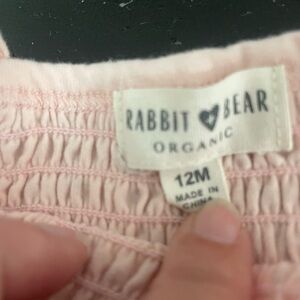 RABBIT BEAR
ORGANIC
12M
MADE IN
CHINA